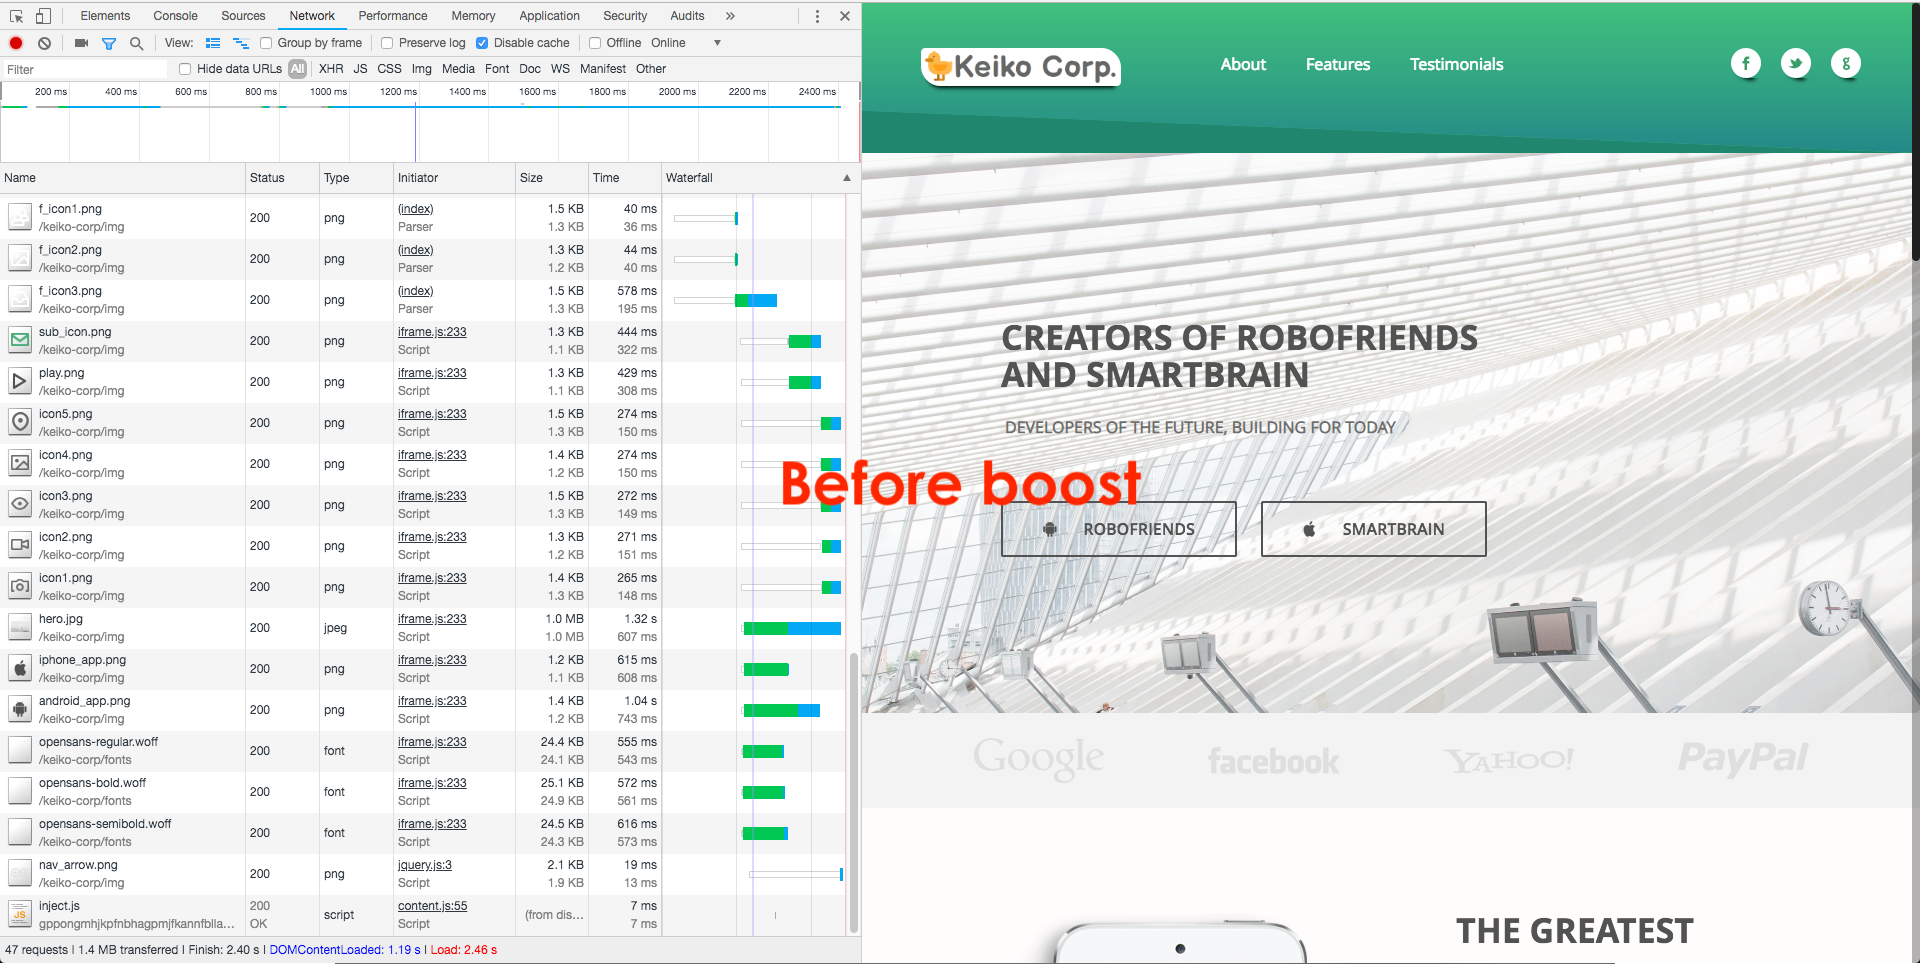 Elements Console Sources Network Performance Memory Application Security Audits »
View: Group by frame Preserve log Disable cache Offline Online
Filter Hide data URLs All XHR JS CSS Img Media Font Doc WS Manifest Other
200 ms 400 ms 600 ms 800 ms 1000 ms 1200 ms 1400 ms 1600 ms 1800 ms 2000 ms 2200 ms 2400 ms
Name Status Type Initiator Size Time Waterfall
f_icon1.png 200 png (index) 1.5 KB 40 ms
/keiko-corp/img Parser 1.3 KB 36 ms
f_icon2.png 200 png (index) 1.3 KB 44 ms
/keiko-corp/img Parser 1.2 KB 40 ms
f_icon3.png 200 png (index) 1.5 KB 578 ms
/keiko-corp/img Parser 1.3 KB 195 ms
sub_icon.png 200 png iframe.js:233 1.3 KB 444 ms
/keiko-corp/img Script 1.1 KB 322 ms
play.png 200 png iframe.js:233 1.3 KB 429 ms
/keiko-corp/img Script 1.1 KB 308 ms
icon5.png 200 png iframe.js:233 1.5 KB 274 ms
/keiko-corp/img Script 1.3 KB 150 ms
icon4.png 200 png iframe.js:233 1.4 KB 274 ms
/keiko-corp/img Script 1.2 KB 150 ms
icon3.png 200 png iframe.js:233 1.5 KB 272 ms
/keiko-corp/img Script 1.3 KB 149 ms
icon2.png 200 png iframe.js:233 1.3 KB 271 ms
/keiko-corp/img Script 1.2 KB 151 ms
icon1.png 200 png iframe.js:233 1.4 KB 265 ms
/keiko-corp/img Script 1.3 KB 148 ms
hero.jpg 200 jpeg iframe.js:233 1.0 MB 1.32 s
/keiko-corp/img Script 1.0 MB 607 ms
iphone_app.png 200 png iframe.js:233 1.2 KB 615 ms
/keiko-corp/img Script 1.1 KB 608 ms
android_app.png 200 png iframe.js:233 1.4 KB 1.04 s
/keiko-corp/img Script 1.2 KB 743 ms
opensans-regular.woff 200 font iframe.js:233 24.4 KB 555 ms
/keiko-corp/fonts Script 24.1 KB 543 ms
opensans-bold.woff 200 font iframe.js:233 25.1 KB 572 ms
/keiko-corp/fonts Script 24.9 KB 561 ms
opensans-semibold.woff 200 font iframe.js:233 24.5 KB 616 ms
/keiko-corp/fonts Script 24.3 KB 573 ms
nav_arrow.png 200 png jquery.js:3 2.1 KB 19 ms
/keiko-corp/img Script 1.9 KB 13 ms
JS inject.js 200 script content.js:55 (from dis... 7 ms
gppongmhjkpfnbhagpmjfkannfblla... OK Script 7 ms
47 requests | 1.4 MB transferred | Finish: 2.40 s | DOMContentLoaded: 1.19 s | Load: 2.46 s
Keiko Corp. About Features Testimonials f g
CREATORS OF ROBOFRIENDS
AND SMARTBRAIN
DEVELOPERS OF THE FUTURE, BUILDING FOR TODAY
Before boost
ROBOFRIENDS SMARTBRAIN
Google facebook YAHOO! PayPal
THE GREATEST